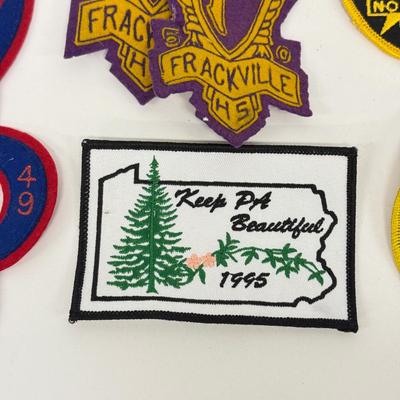 FRACKVILLE
H
FRACKVILLE
HS
NO
49
Keep PA
Beautiful
1995